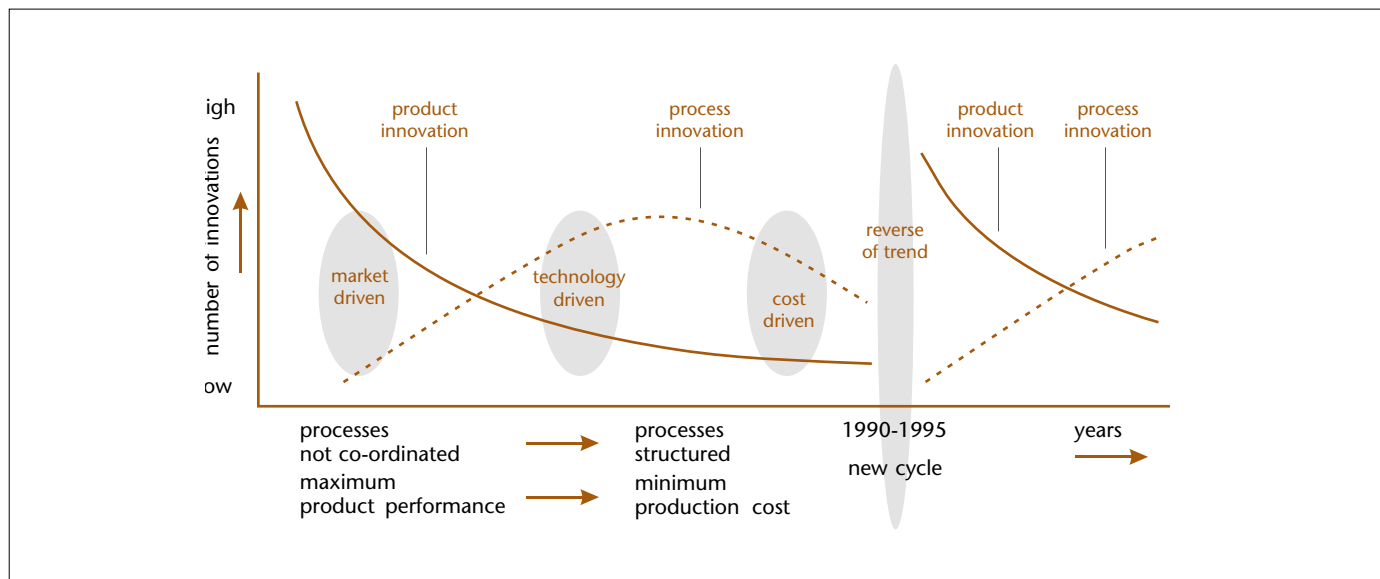 igh
number of innovations
ow
product
innovation
process
innovation
product
innovation
process
innovation
market
driven
technology
driven
cost
driven
reverse
of trend
processes
not co-ordinated
maximum
product performance
processes
structured
minimum
production cost
1990-1995
new cycle
years